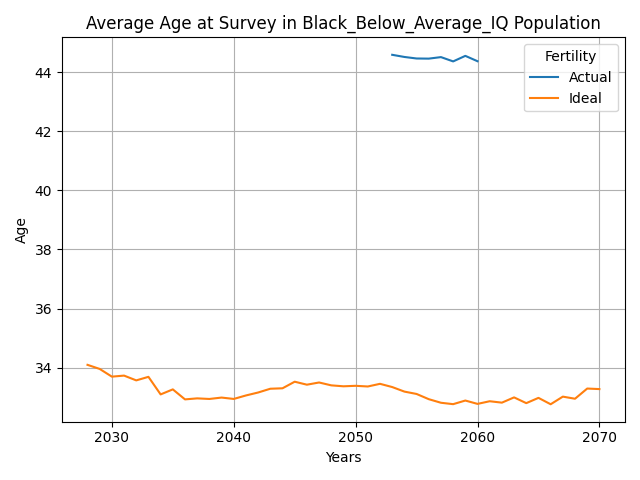 Average Age at Survey in Black_Below_Average_IQ Population
Fertility
Actual
Ideal
44
42
40
38
36
34
Age
2030
2040
2050
2060
2070
Years